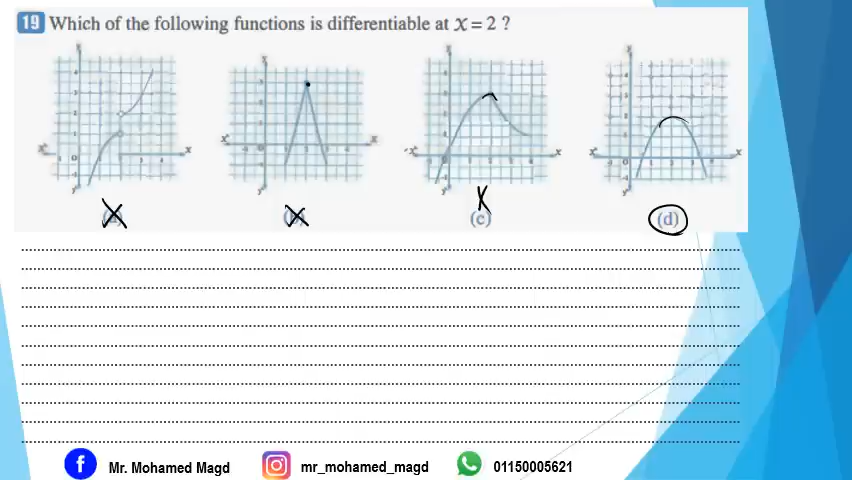 19 Which of the following functions is differentiable at x = 2 ?
(a) (b) (c) (d)
Mr. Mohamed Magd mr_mohamed_magd 01150005621